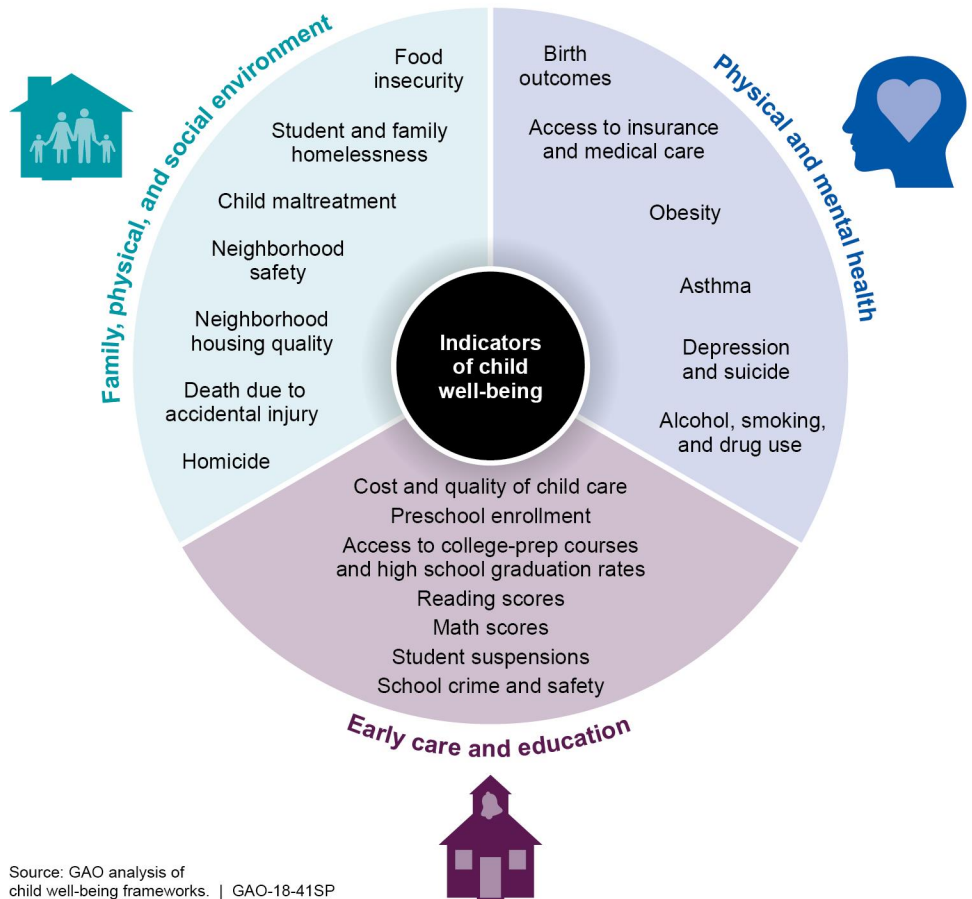 Family, physical, and social environment
Food
insecurity
Student and family
homelessness
Child maltreatment
Neighborhood
safety
Neighborhood
housing quality
Death due to
accidental injury
Homicide
Physical and mental health
Birth
outcomes
Access to insurance
and medical care
Obesity
Asthma
Depression
and suicide
Alcohol, smoking,
and drug use
Indicators
of child
well-being
Cost and quality of child care
Preschool enrollment
Access to college-prep courses
and high school graduation rates
Reading scores
Math scores
Student suspensions
School crime and safety
Early care and education
Source: GAO analysis of
child well-being frameworks. | GAO-18-41SP